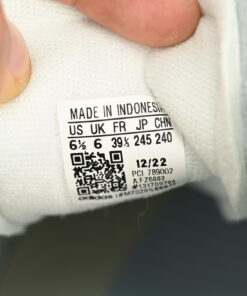 MADE IN INDONESIA
US UK FR JP CHN
6½ 6 39⅓ 245 240
12/22
PCI 789002
adidas